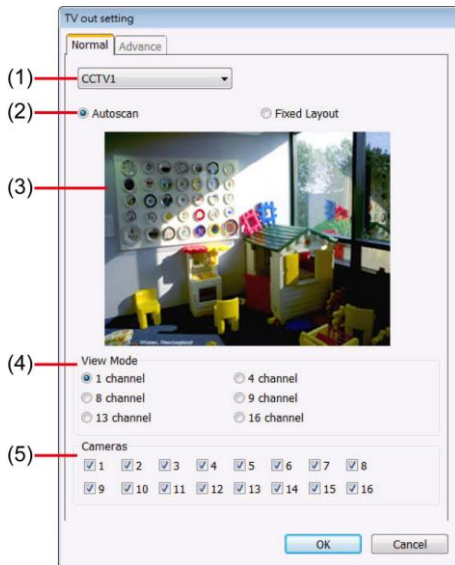 TV out setting
Normal Advance
(1) CCTV1
(2) Autoscan Fixed Layout
(3)
(4) View Mode
1 channel 4 channel
8 channel 9 channel
13 channel 16 channel
(5) Cameras
1 2 3 4 5 6 7 8
9 10 11 12 13 14 15 16
OK Cancel